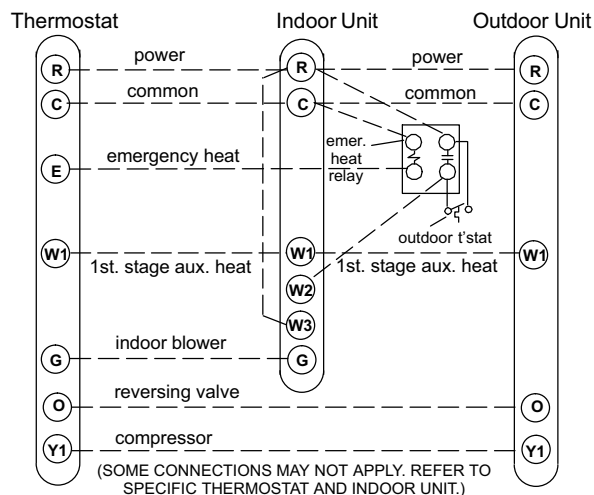 Thermostat Indoor Unit Outdoor Unit
power power
R R R
common common
C C C
emer.
heat
relay
emergency heat
E
outdoor t'stat
W1 W1 W1
1st. stage aux. heat 1st. stage aux. heat
W2
W3
indoor blower
G G
reversing valve
O O
compressor
Y1 Y1
(SOME CONNECTIONS MAY NOT APPLY. REFER TO
SPECIFIC THERMOSTAT AND INDOOR UNIT.)